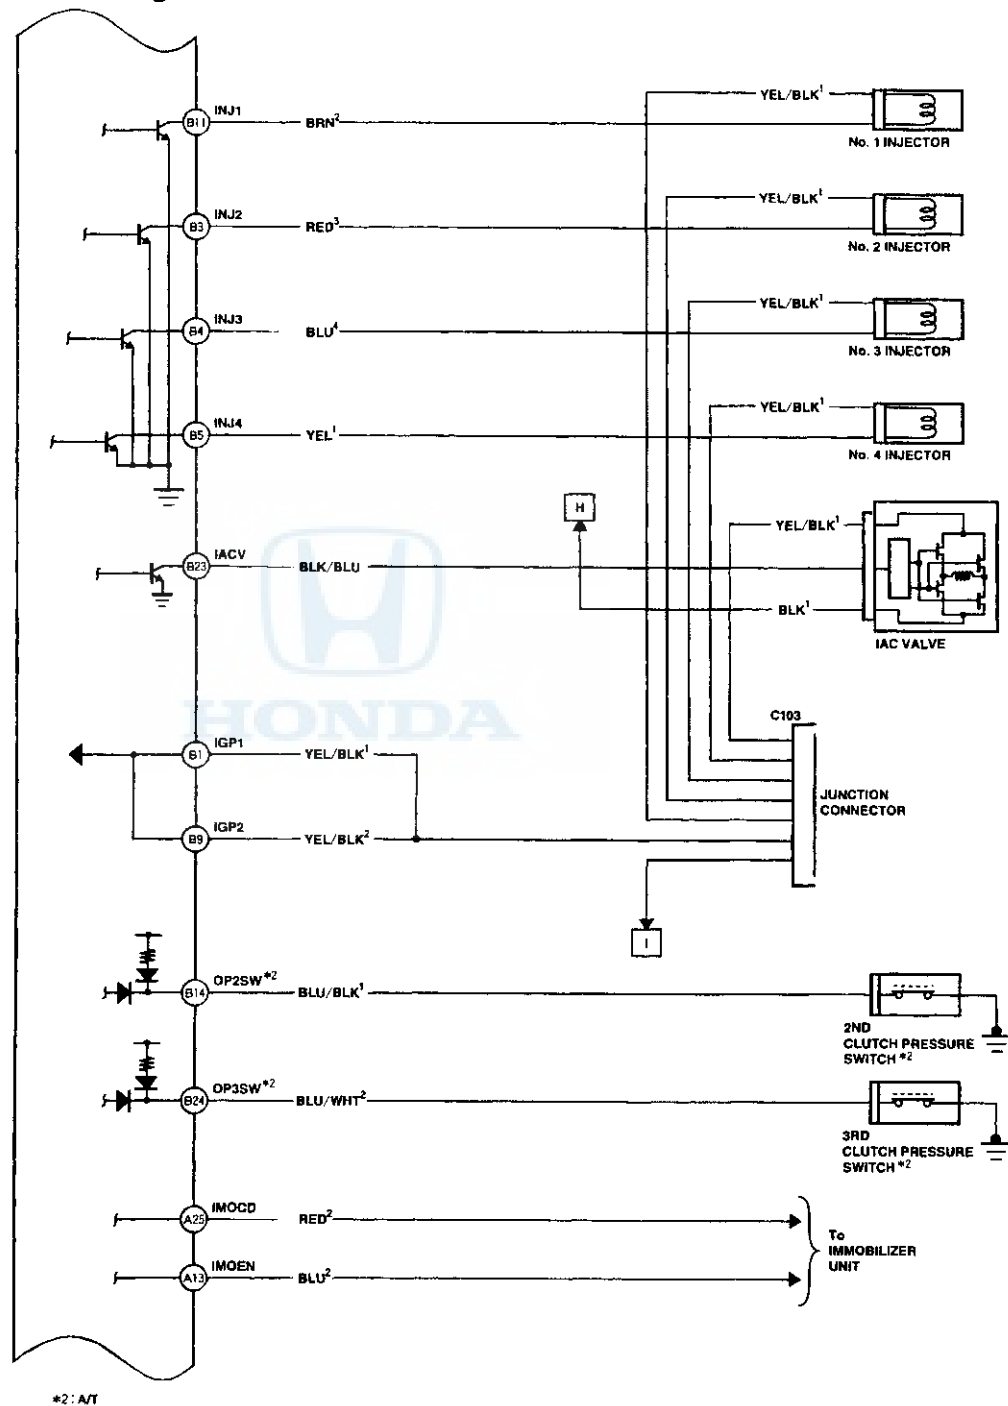 INJ1
B11
BRN²
YEL/BLK¹
No. 1 INJECTOR
INJ2
B3
RED³
YEL/BLK¹
No. 2 INJECTOR
INJ3
B4
BLU⁴
YEL/BLK¹
No. 3 INJECTOR
INJ4
B5
YEL¹
YEL/BLK¹
No. 4 INJECTOR
H
IACV
B23
BLK/BLU
YEL/BLK¹
BLK¹
IAC VALVE
HONDA
C103
JUNCTION
CONNECTOR
IGP1
B1
YEL/BLK¹
IGP2
B9
YEL/BLK²
I
OP2SW*2
B14
BLU/BLK¹
2ND
CLUTCH PRESSURE
SWITCH *2
OP3SW*2
B24
BLU/WHT²
3RD
CLUTCH PRESSURE
SWITCH *2
IMOCD
A25
RED²
To
IMMOBILIZER
UNIT
IMOEN
A13
BLU²
*2 : A/T